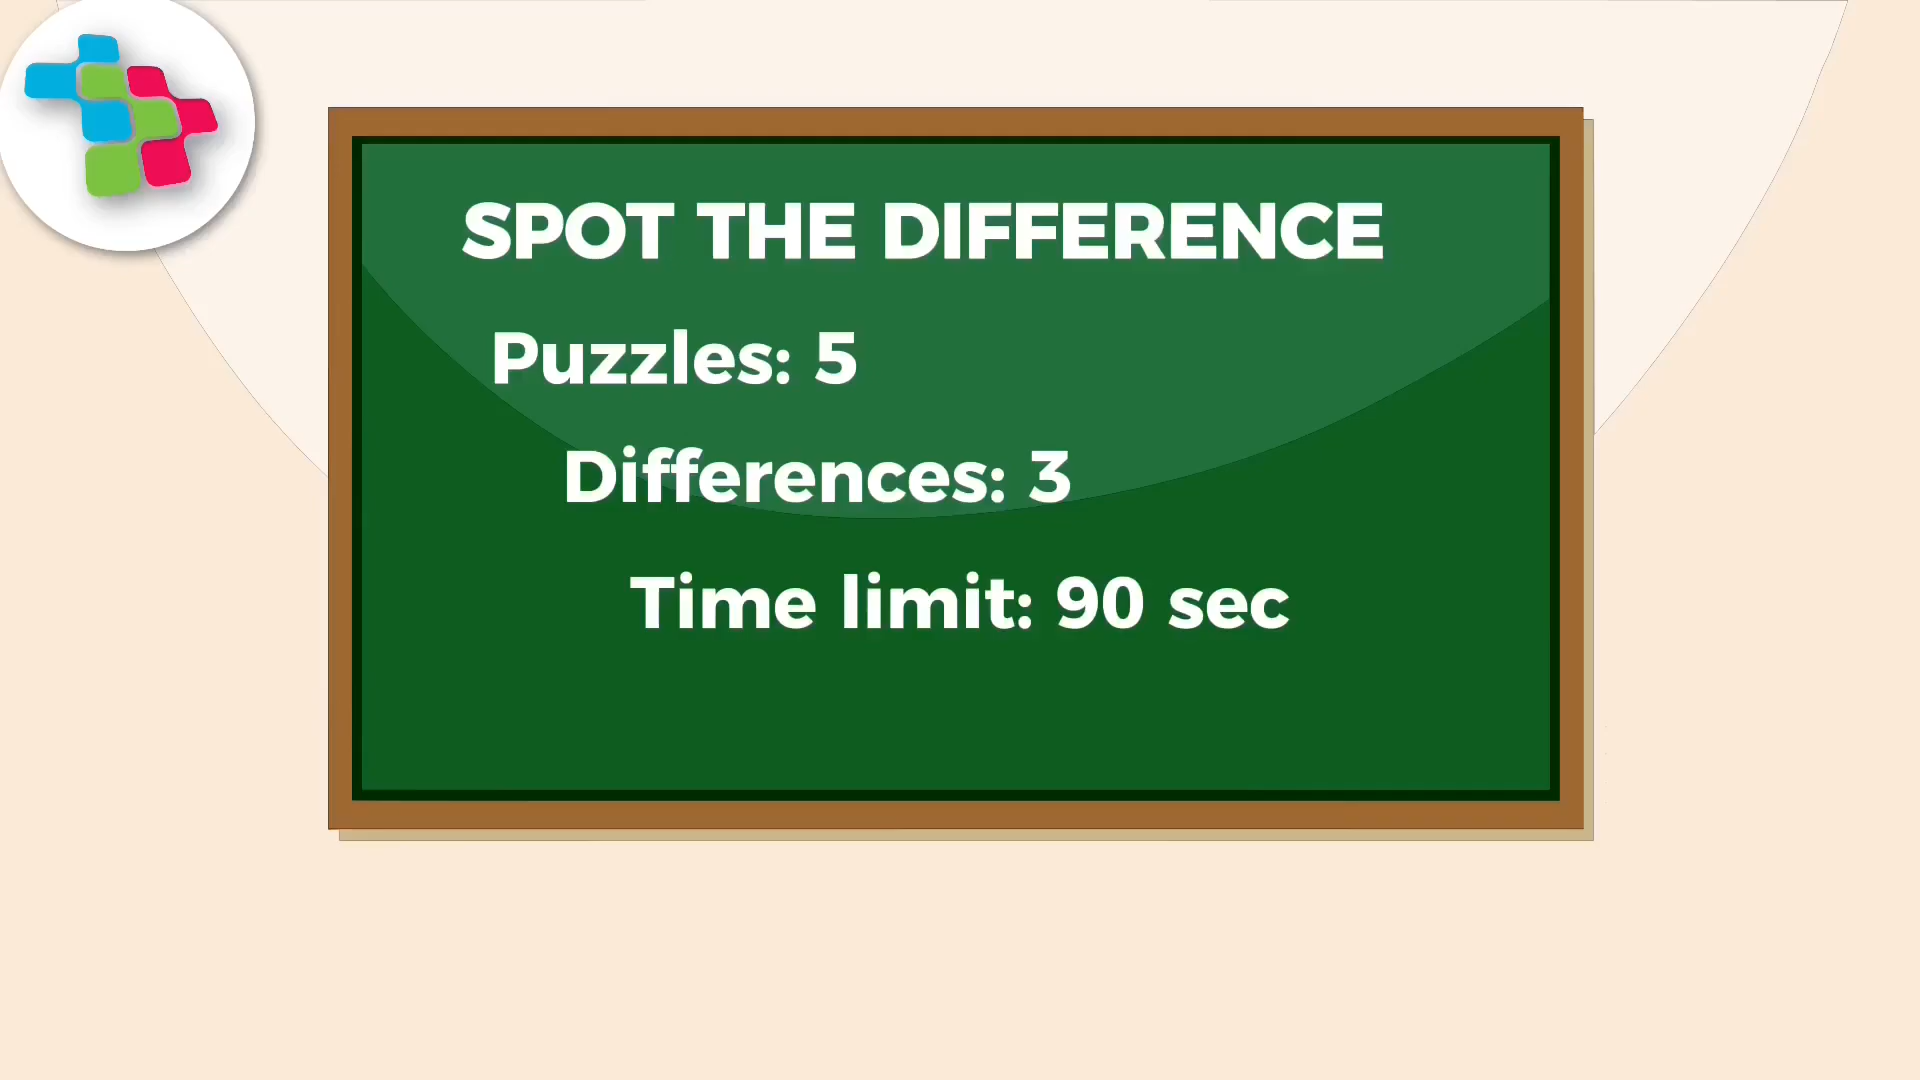 SPOT THE DIFFERENCE
Puzzles: 5
Differences: 3
Time limit: 90 sec